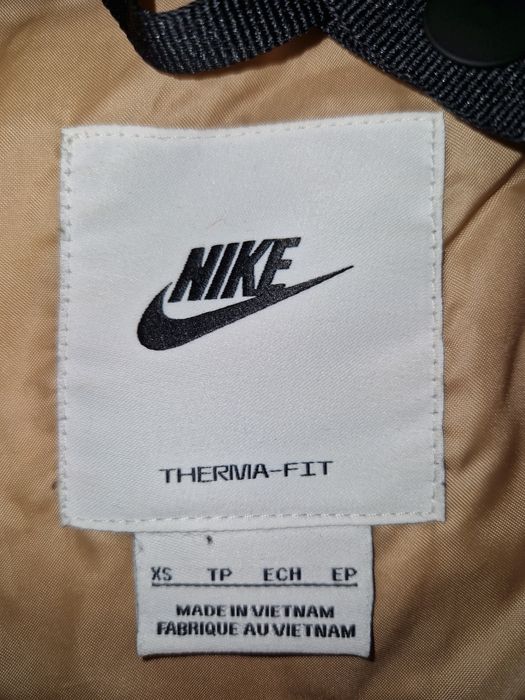 NIKE
THERMA-FIT
XS TP ECH EP
MADE IN VIETNAM
FABRIQUE AU VIETNAM